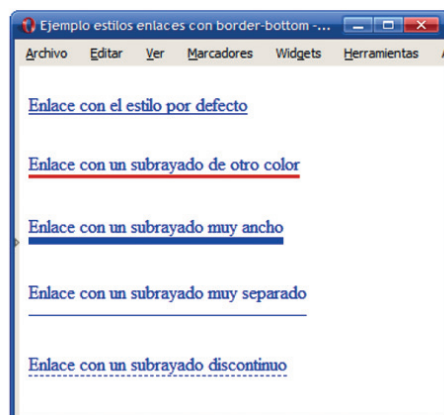 Ejemplo estilos enlaces con border-bottom -...
Archivo Editar Ver Marcadores Widgets Herramientas
Enlace con el estilo por defecto
Enlace con un subrayado de otro color
Enlace con un subrayado muy ancho
Enlace con un subrayado muy separado
Enlace con un subrayado discontinuo